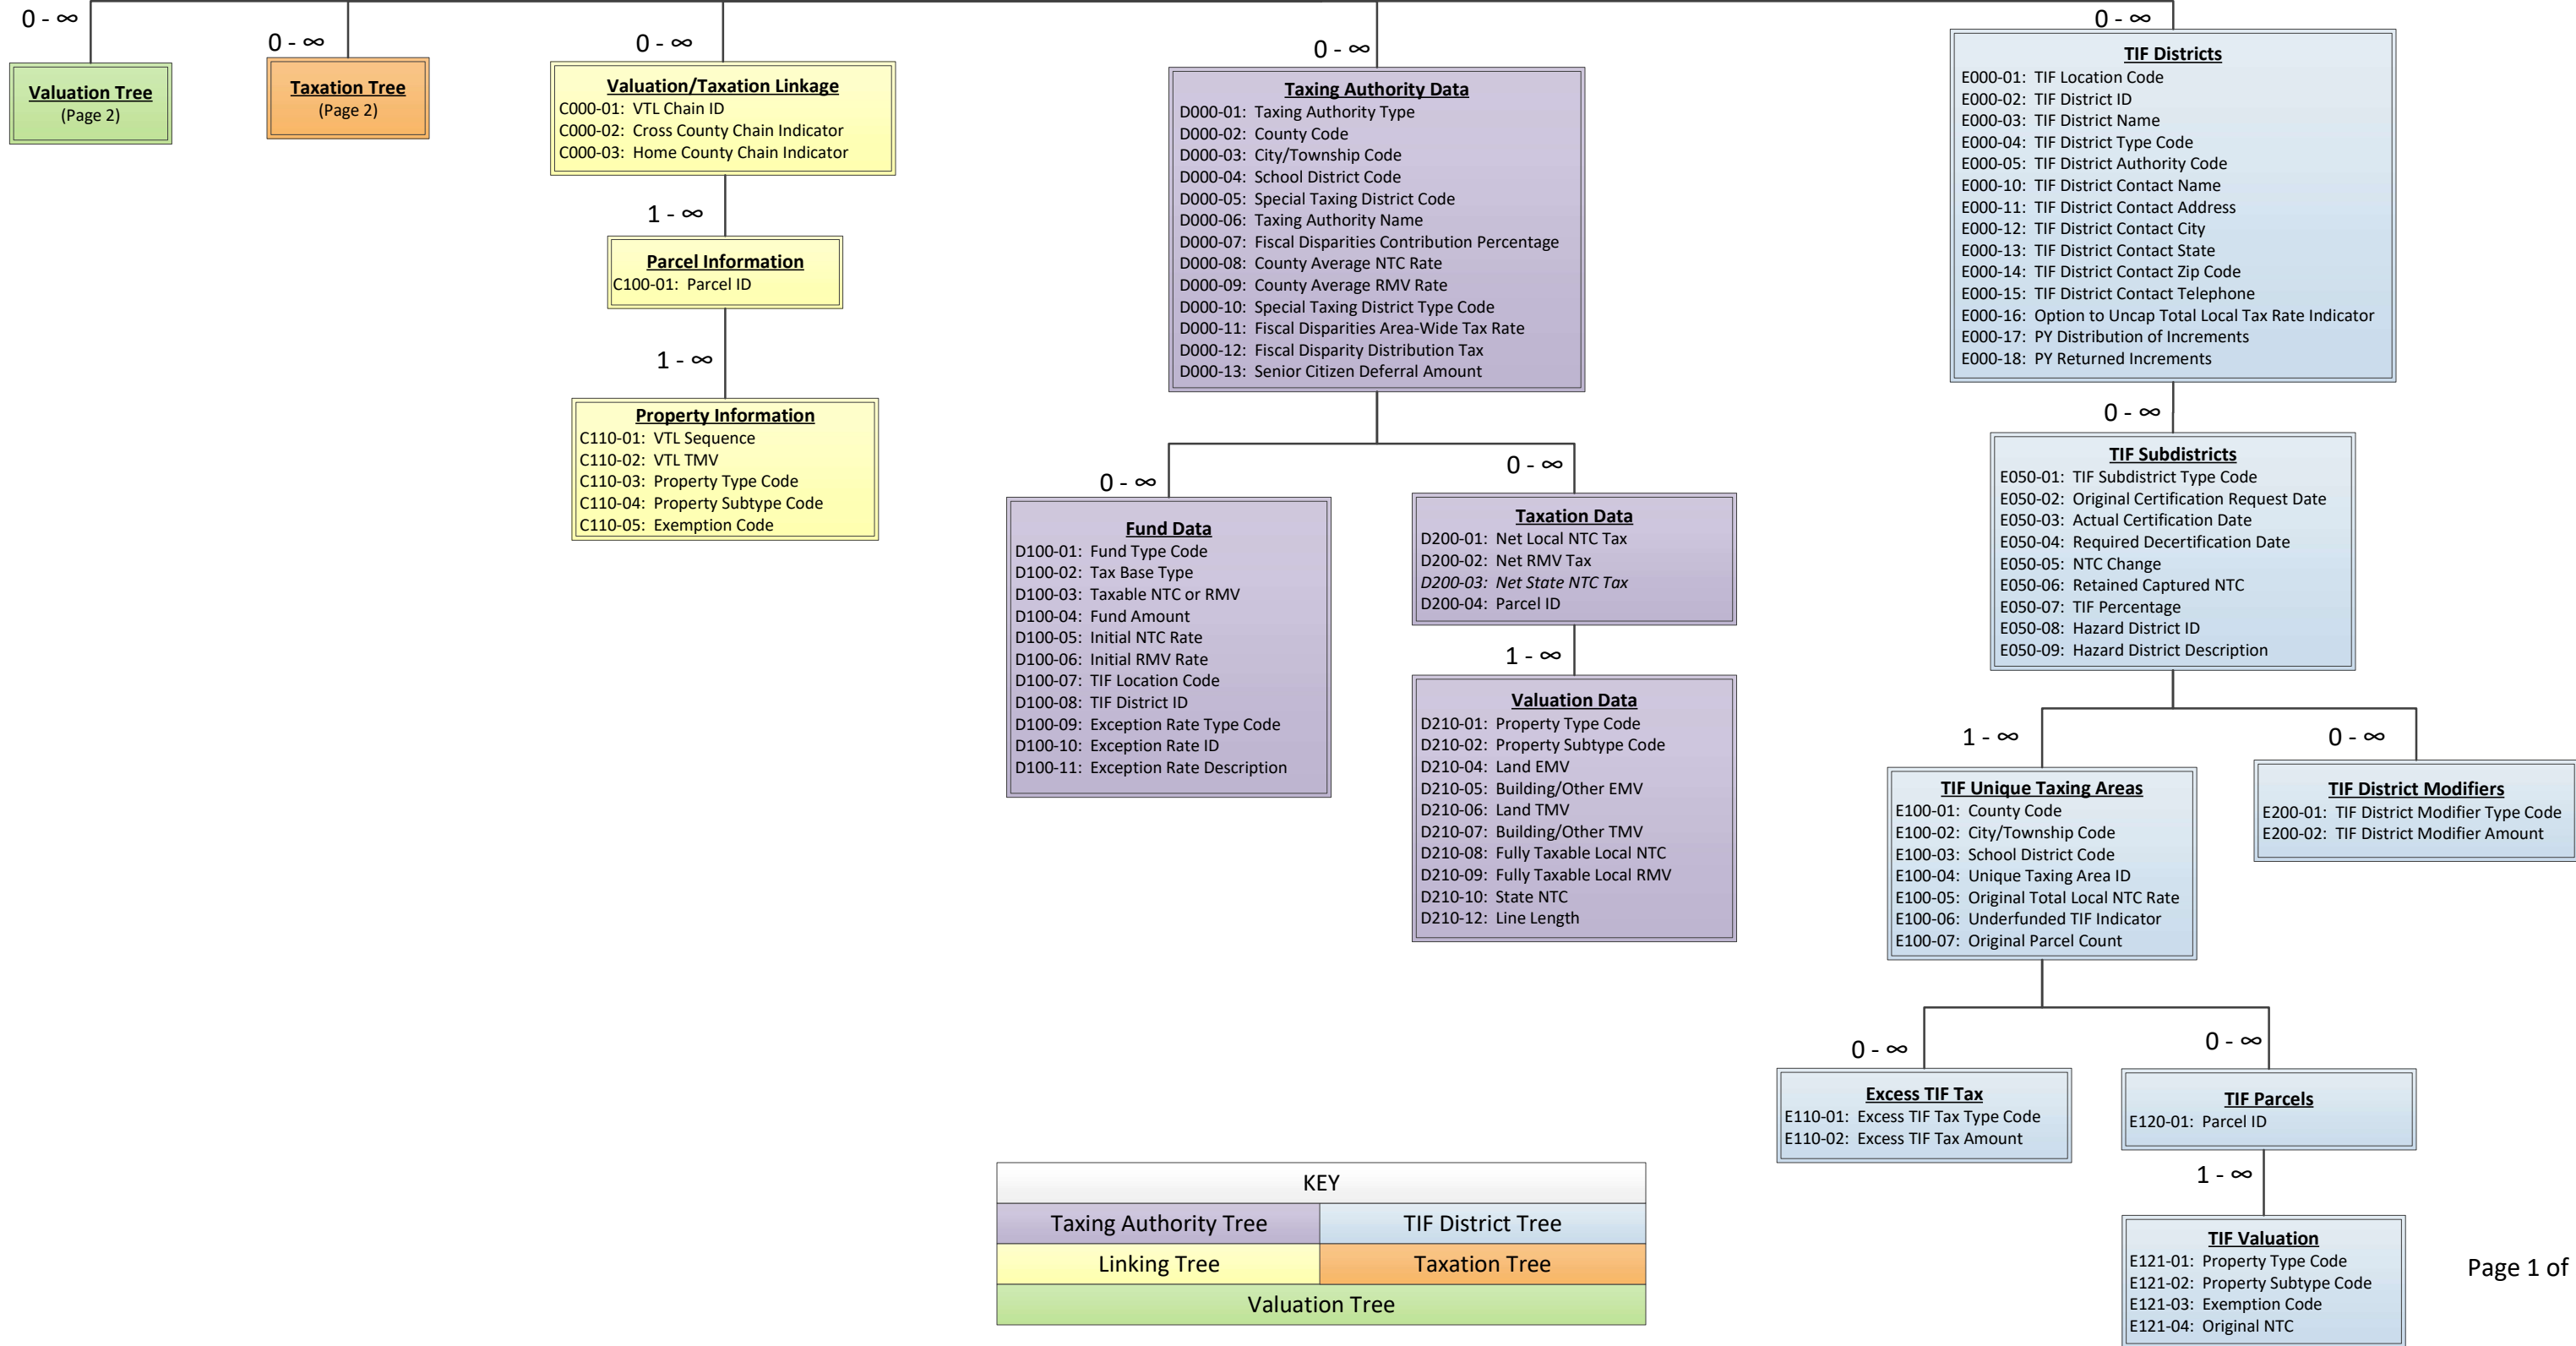 0 - ∞
Valuation Tree
(Page 2)
0 - ∞
Taxation Tree
(Page 2)
0 - ∞
Valuation/Taxation Linkage
C000-01: VTL Chain ID
C000-02: Cross County Chain Indicator
C000-03: Home County Chain Indicator
1 - ∞
Parcel Information
C100-01: Parcel ID
1 - ∞
Property Information
C110-01: VTL Sequence
C110-02: VTL TMV
C110-03: Property Type Code
C110-04: Property Subtype Code
C110-05: Exemption Code
0 - ∞
Taxing Authority Data
D000-01: Taxing Authority Type
D000-02: County Code
D000-03: City/Township Code
D000-04: School District Code
D000-05: Special Taxing District Code
D000-06: Taxing Authority Name
D000-07: Fiscal Disparities Contribution Percentage
D000-08: County Average NTC Rate
D000-09: County Average RMV Rate
D000-10: Special Taxing District Type Code
D000-11: Fiscal Disparities Area-Wide Tax Rate
D000-12: Fiscal Disparity Distribution Tax
D000-13: Senior Citizen Deferral Amount
0 - ∞
Fund Data
D100-01: Fund Type Code
D100-02: Tax Base Type
D100-03: Taxable NTC or RMV
D100-04: Fund Amount
D100-05: Initial NTC Rate
D100-06: Initial RMV Rate
D100-07: TIF Location Code
D100-08: TIF District ID
D100-09: Exception Rate Type Code
D100-10: Exception Rate ID
D100-11: Exception Rate Description
0 - ∞
Taxation Data
D200-01: Net Local NTC Tax
D200-02: Net RMV Tax
D200-03: Net State NTC Tax
D200-04: Parcel ID
1 - ∞
Valuation Data
D210-01: Property Type Code
D210-02: Property Subtype Code
D210-04: Land EMV
D210-05: Building/Other EMV
D210-06: Land TMV
D210-07: Building/Other TMV
D210-08: Fully Taxable Local NTC
D210-09: Fully Taxable Local RMV
D210-10: State NTC
D210-12: Line Length
0 - ∞
TIF Districts
E000-01: TIF Location Code
E000-02: TIF District ID
E000-03: TIF District Name
E000-04: TIF District Type Code
E000-05: TIF District Authority Code
E000-10: TIF District Contact Name
E000-11: TIF District Contact Address
E000-12: TIF District Contact City
E000-13: TIF District Contact State
E000-14: TIF District Contact Zip Code
E000-15: TIF District Contact Telephone
E000-16: Option to Uncap Total Local Tax Rate Indicator
E000-17: PY Distribution of Increments
E000-18: PY Returned Increments
0 - ∞
TIF Subdistricts
E050-01: TIF Subdistrict Type Code
E050-02: Original Certification Request Date
E050-03: Actual Certification Date
E050-04: Required Decertification Date
E050-05: NTC Change
E050-06: Retained Captured NTC
E050-07: TIF Percentage
E050-08: Hazard District ID
E050-09: Hazard District Description
1 - ∞
TIF Unique Taxing Areas
E100-01: County Code
E100-02: City/Township Code
E100-03: School District Code
E100-04: Unique Taxing Area ID
E100-05: Original Total Local NTC Rate
E100-06: Underfunded TIF Indicator
E100-07: Original Parcel Count
0 - ∞
TIF District Modifiers
E200-01: TIF District Modifier Type Code
E200-02: TIF District Modifier Amount
0 - ∞
Excess TIF Tax
E110-01: Excess TIF Tax Type Code
E110-02: Excess TIF Tax Amount
0 - ∞
TIF Parcels
E120-01: Parcel ID
1 - ∞
TIF Valuation
E121-01: Property Type Code
E121-02: Property Subtype Code
E121-03: Exemption Code
E121-04: Original NTC
KEY
Taxing Authority Tree
TIF District Tree
Linking Tree
Taxation Tree
Valuation Tree
Page 1 of